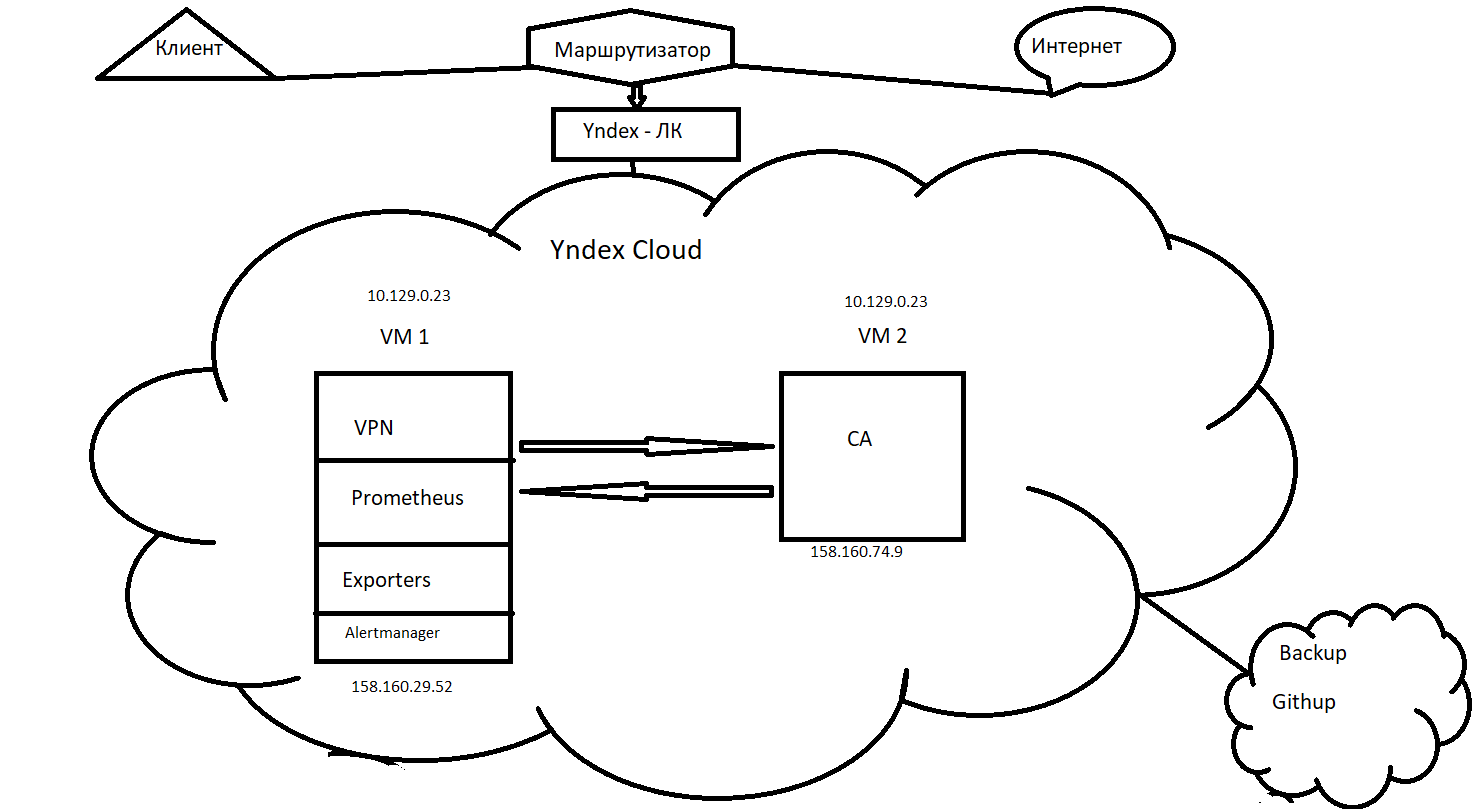 Клиент
Маршрутизатор
Интернет
Yndex - ЛК
Yndex Cloud
10.129.0.23
VM 1
VPN
Prometheus
Exporters
Alertmanager
158.160.29.52
10.129.0.23
VM 2
CA
158.160.74.9
Backup
Githup